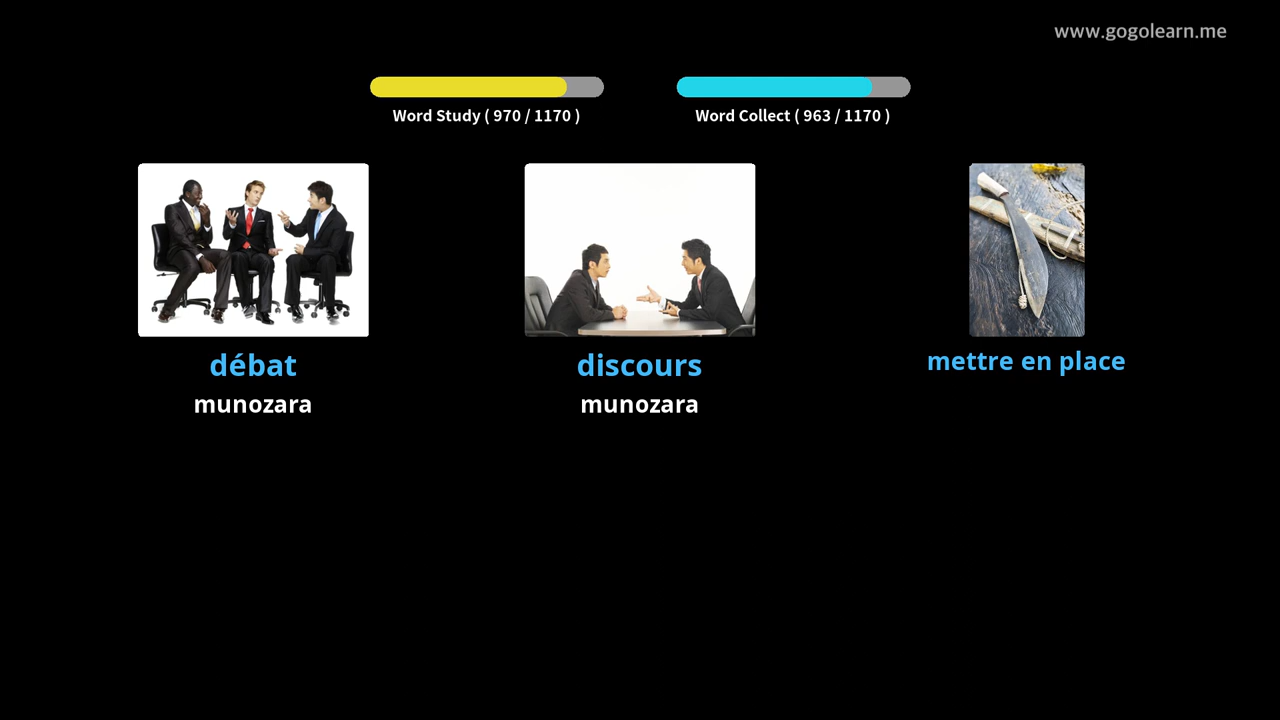 www.gogolearn.me
Word Study ( 970 / 1170 )
Word Collect ( 963 / 1170 )
débat
munozara
discours
munozara
mettre en place